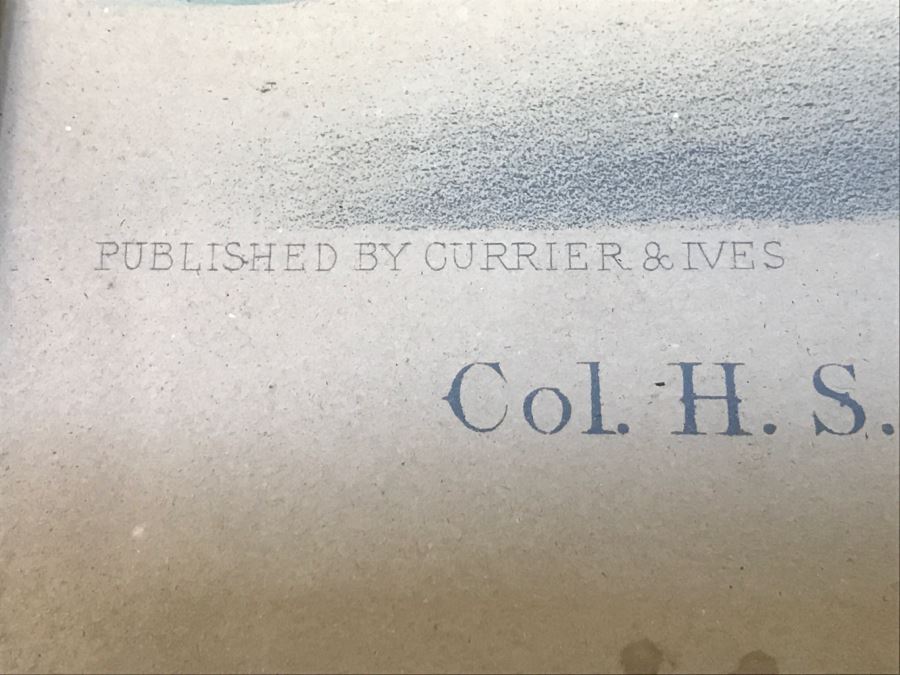 PUBLISHED BY CURRIER & IVES
Col. H. S.